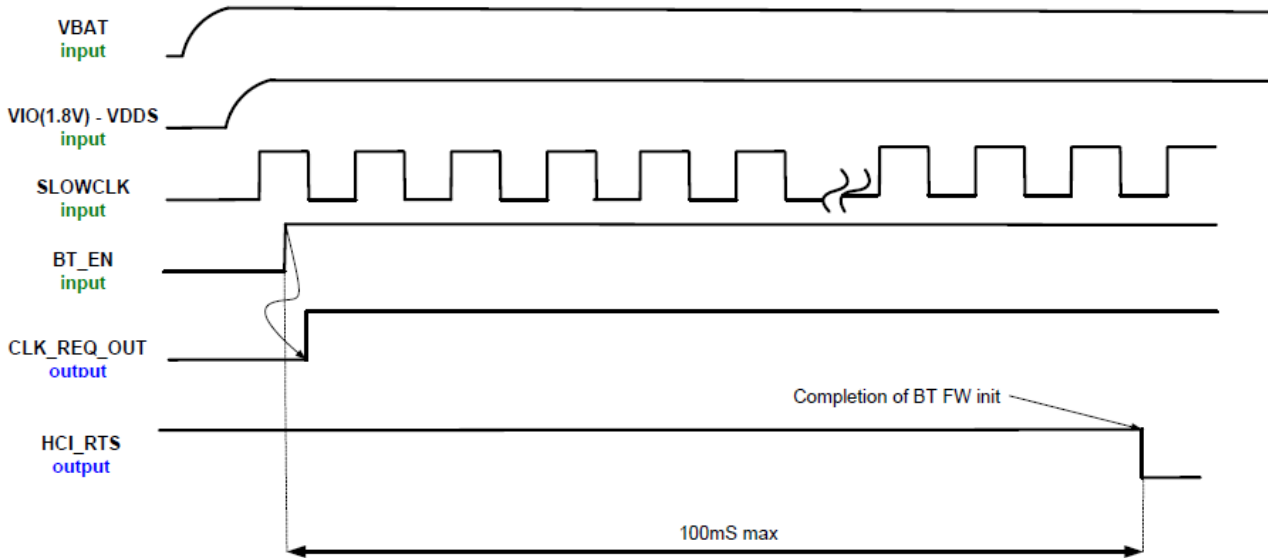 VBAT
input
VIO(1.8V) - VDDS
input
SLOWCLK
input
BT_EN
input
CLK_REQ_OUT
output
Completion of BT FW init
HCI_RTS
output
100mS max